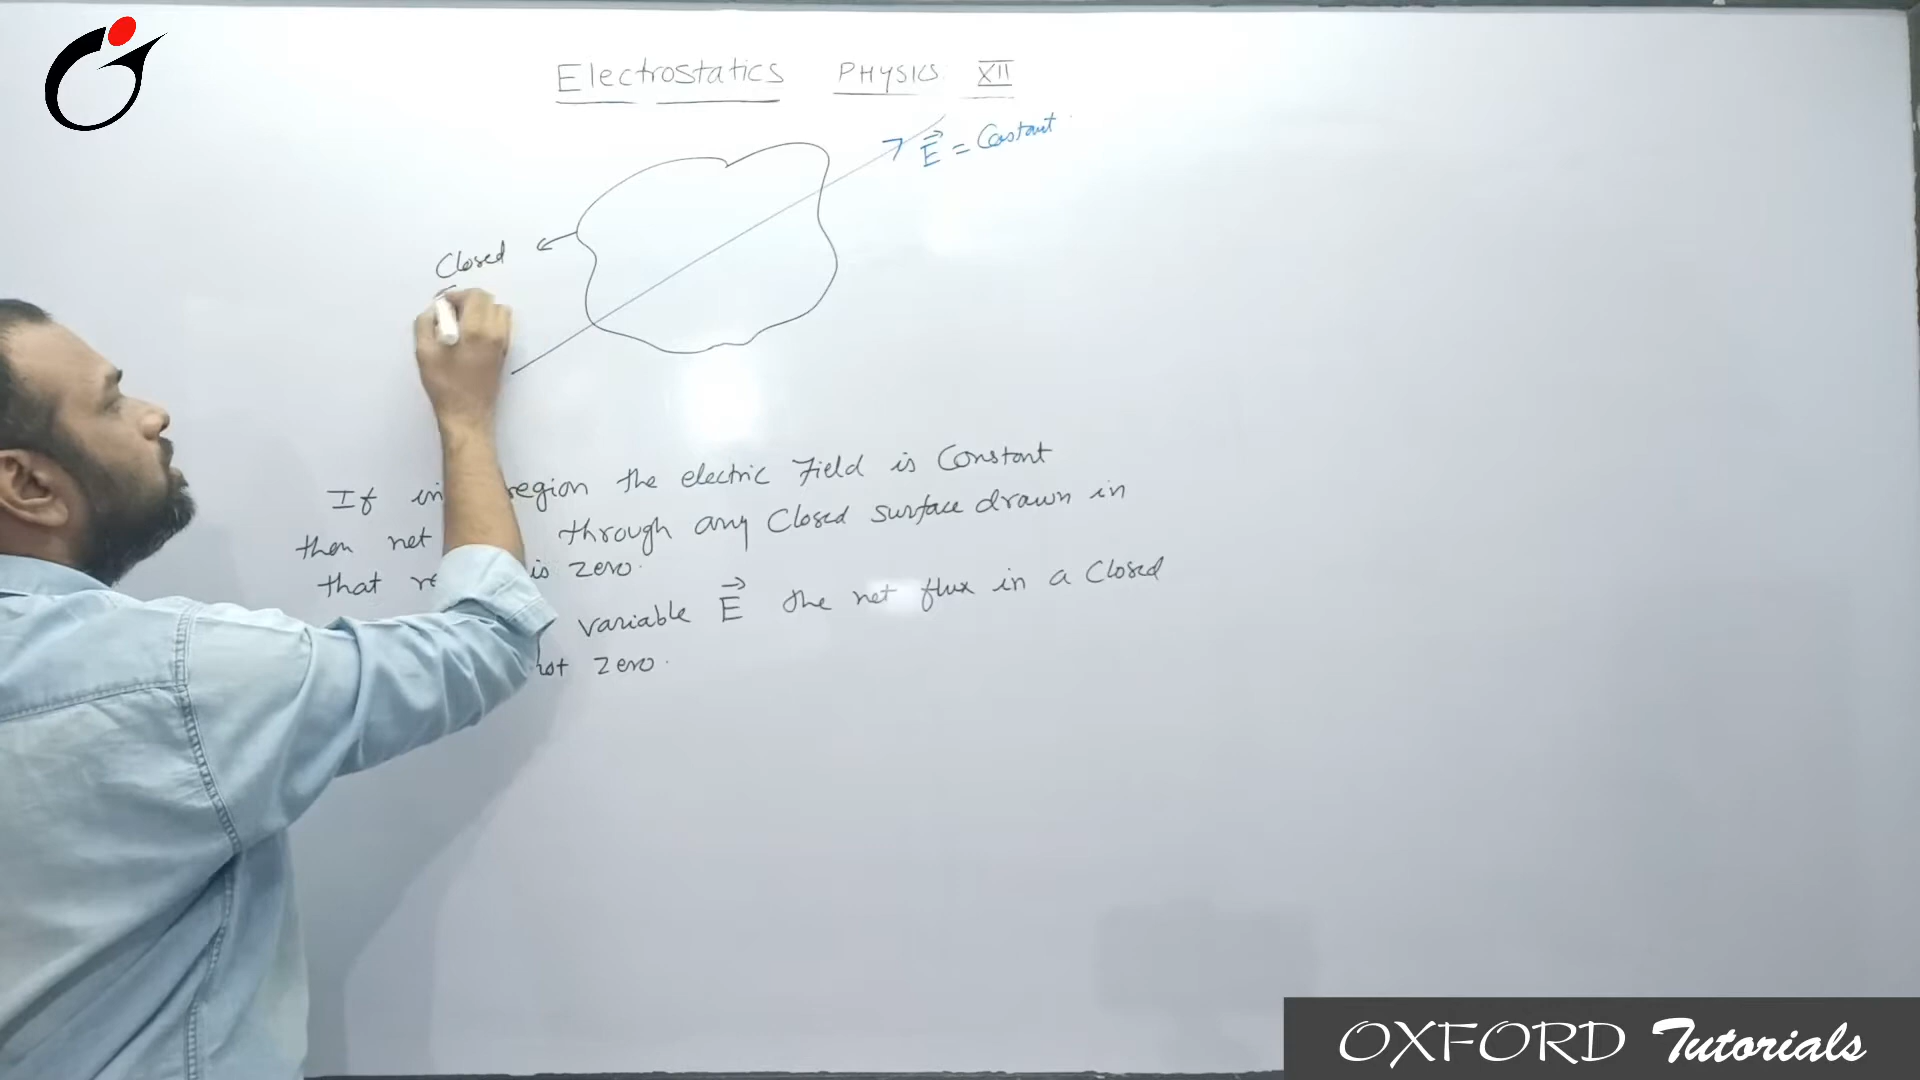 Electrostatics PHYSICS XII
E = Constant
Closed
If in region the electric Field is Constant
then net through any Closed surface drawn in
that is zero.
variable E the net flux in a Closed
not zero.
OXFORD Tutorials